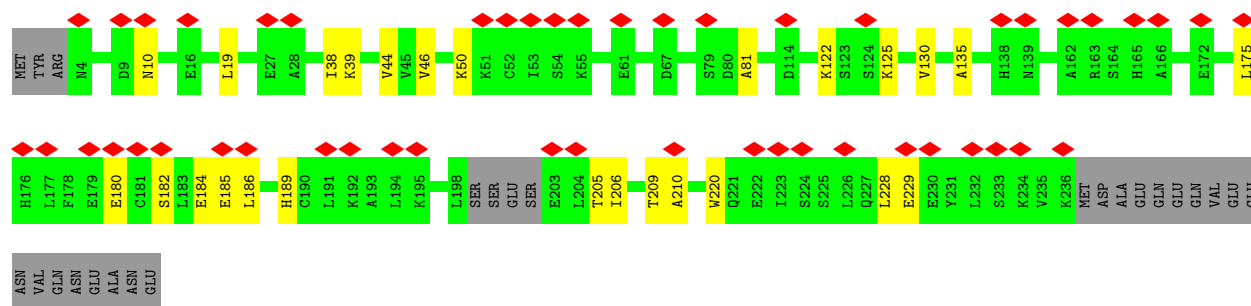 MET TYR ARG N4 D9 N10 E16 L19 E27 A28 I38 K39 V44 V45 V46 K50 K51 C52 I53 S54 K55 E61 D67 S79 D80 A81 D114 K122 S123 S124 K125 V130 A135 H138 N139 A162 R163 S164 H165 A166 E172 L175
H176 L177 F178 E179 E180 C181 S182 L183 E184 E185 L186 H189 C190 L191 K192 A193 L194 K195 L198 SER SER GLU SER E203 L204 T205 I206 T209 A210 W220 Q221 E222 I223 S224 S225 L226 Q227 L228 E229 E230 Y231 L232 S233 K234 V235 K236 MET ASP ALA GLU GLN GLU GLN VAL GLU GLU
ASN VAL GLN ASN GLU ALA ASN GLU